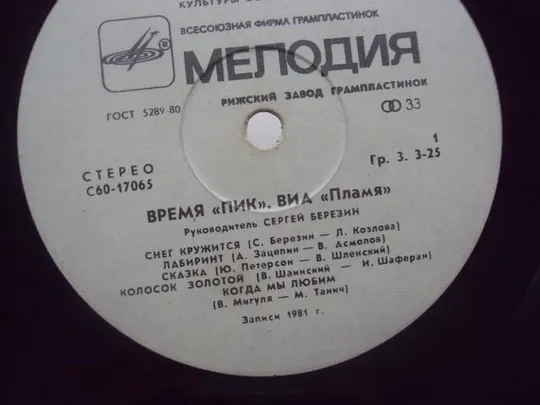 КУЛЬТУРЫ
ВСЕСОЮЗНАЯ ФИРМА ГРАМПЛАСТИНОК
® МЕЛОДИЯ
РИЖСКИЙ ЗАВОД ГРАМПЛАСТИНОК
ГОСТ 5289-80
33
СТЕРЕО
С60-17065
1
Гр. 3. 3-25
ВРЕМЯ «ПИК». ВИА «Пламя»
Руководитель СЕРГЕЙ БЕРЕЗИН
СНЕГ КРУЖИТСЯ (С. Березин — Л. Козлова)
ЛАБИРИНТ (А. Зацепин — В. Асмолов)
СКАЗКА (Ю. Петерсон — В. Шленский)
КОЛОСОК ЗОЛОТОЙ (В. Шаинский — И. Шаферан)
КОГДА МЫ ЛЮБИМ
(В. Мигуля — М. Танич)
Записи 1981 г.